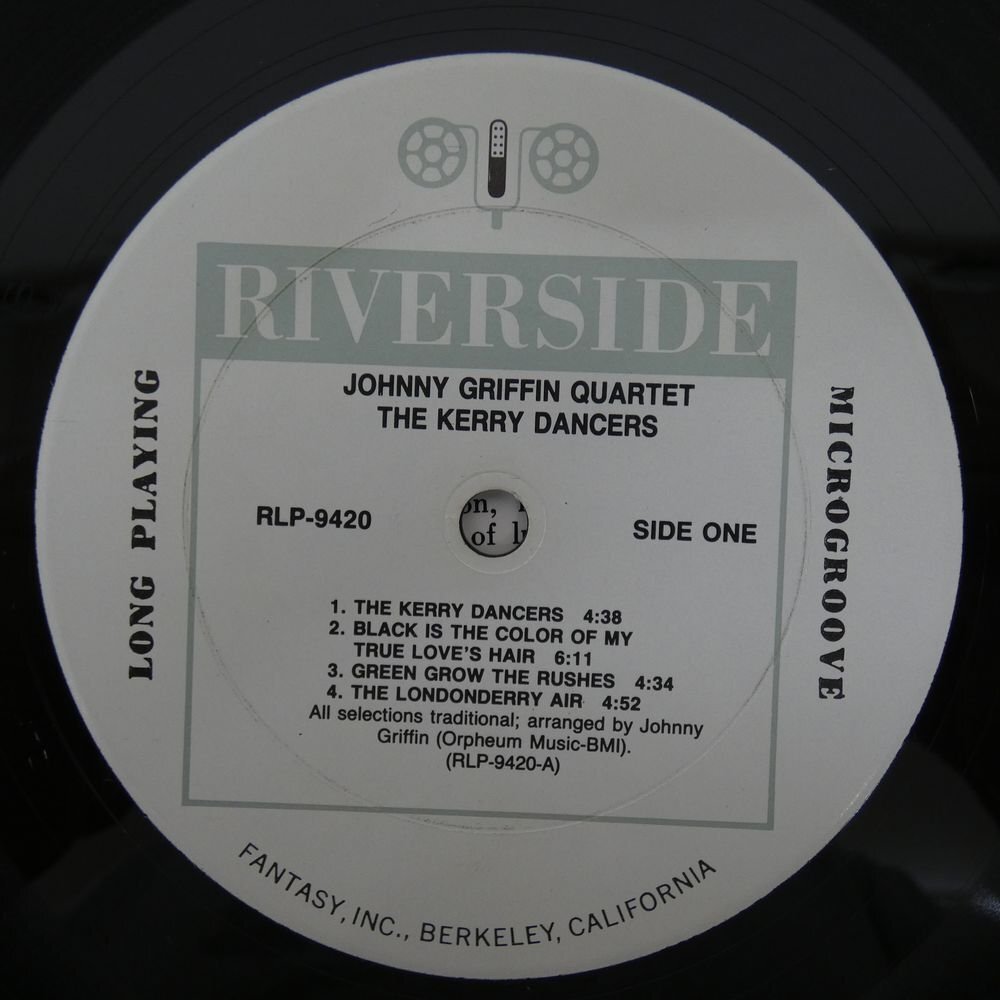 RIVERSIDE
JOHNNY GRIFFIN QUARTET
THE KERRY DANCERS
LONG PLAYING
MICROGROOVE
RLP-9420
SIDE ONE
of
1. THE KERRY DANCERS 4:38
2. BLACK IS THE COLOR OF MY
TRUE LOVE'S HAIR 6:11
3. GREEN GROW THE RUSHES 4:34
4. THE LONDONDERRY AIR 4:52
All selections traditional; arranged by Johnny
Griffin (Orpheum Music-BMI).
(RLP-9420-A)
FANTASY, INC., BERKELEY, CALIFORNIA